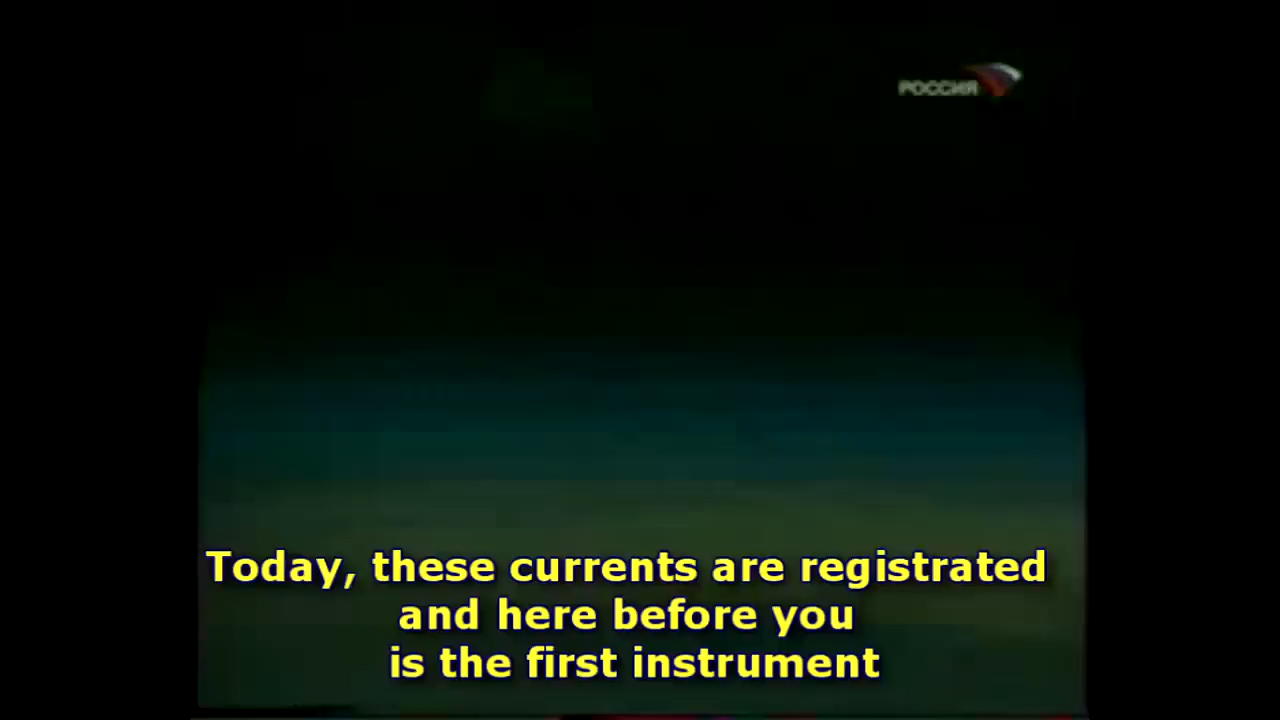 РОССИЯ
Today, these currents are registrated
and here before you
is the first instrument